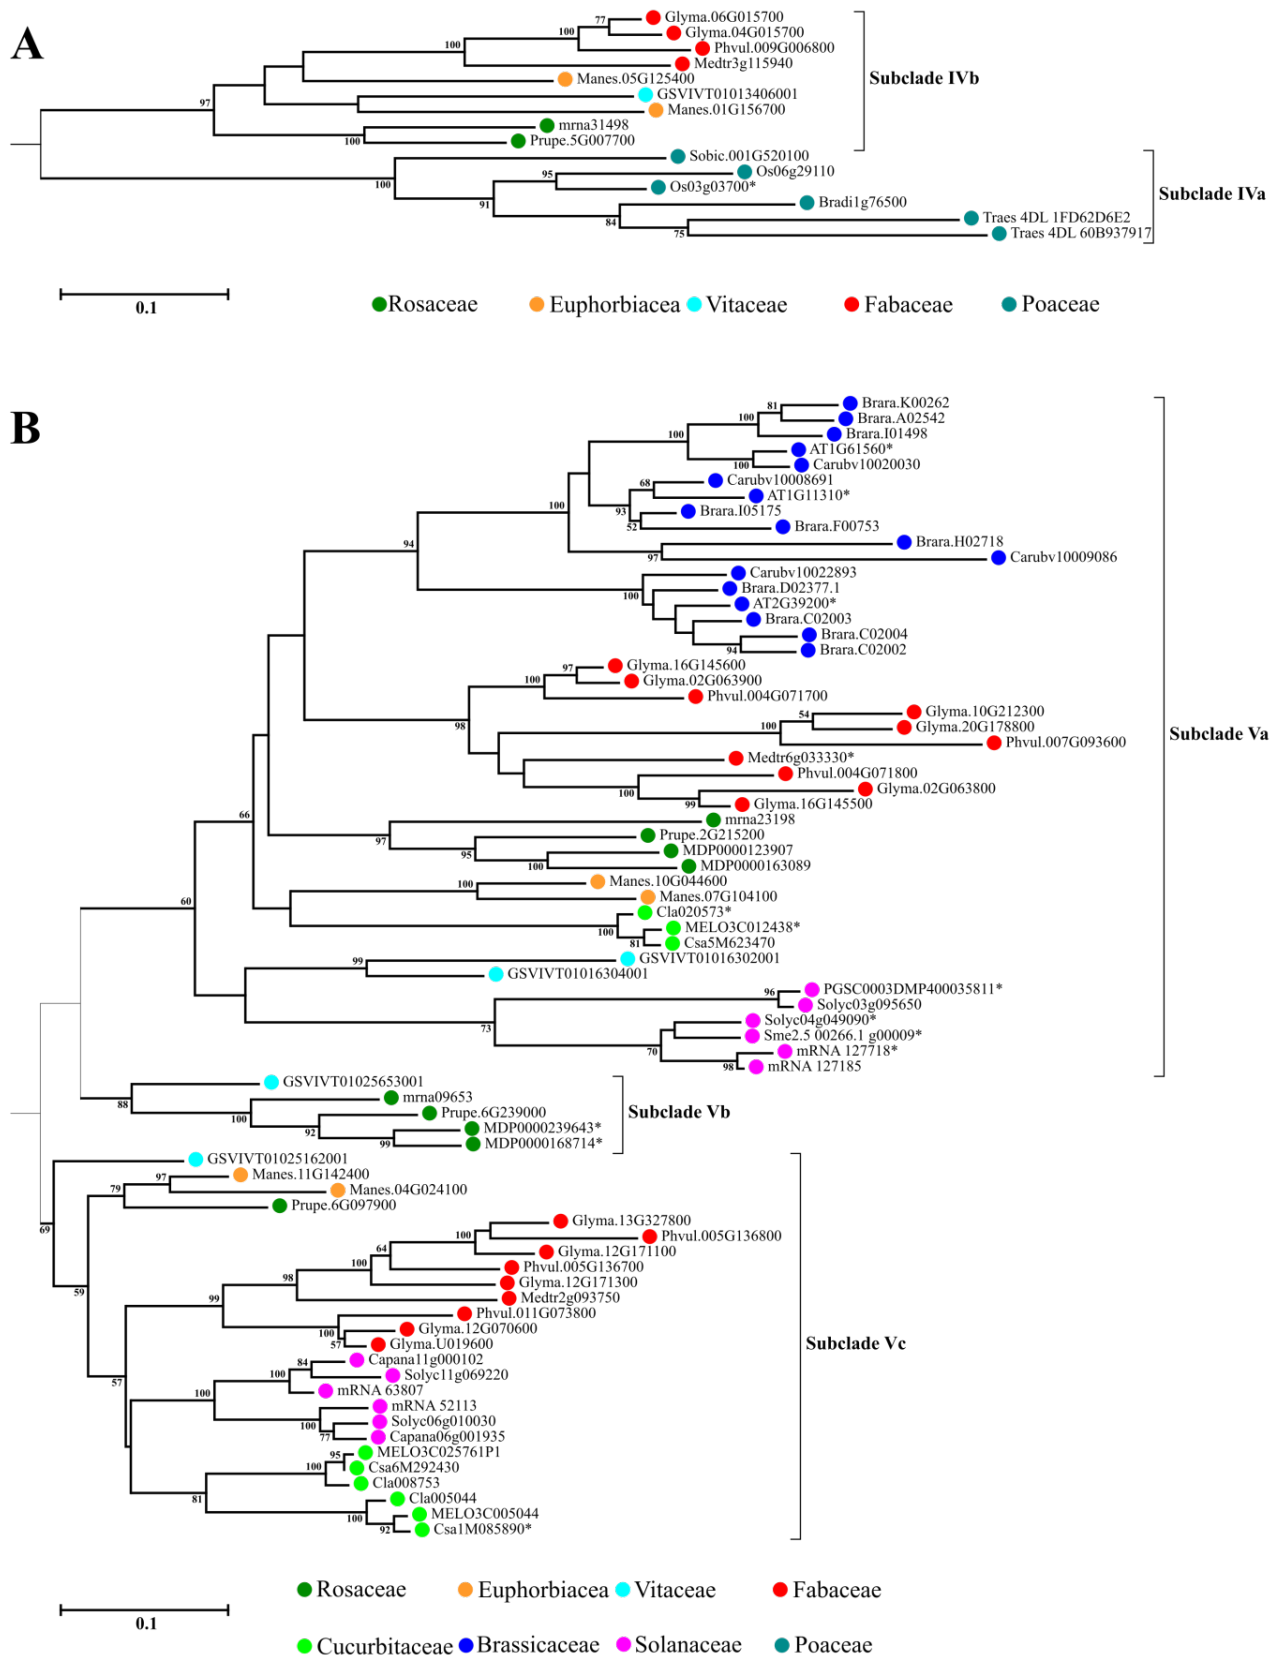 A
77
Glyma.06G015700
Glyma.04G015700
100
100
Phvul.009G006800
Medtr3g115940
Subclade IVb
Manes.05G125400
GSVIVT01013406001
97
Manes.01G156700
mrna31498
100
Prupe.5G007700
Sobic.001G520100
95
Os06g29110
100
Os03g03700*
Subclade IVa
91
Bradi1g76500
84
Traes 4DL 1FD62D6E2
75
Traes 4DL 60B937917
0.1
Rosaceae
Euphorbiacea
Vitaceae
Fabaceae
Poaceae
B
81
Brara.K00262
100
Brara.A02542
100
Brara.I01498
AT1G61560*
100
Carubv10020030
68
Carubv10008691
AT1G11310*
100
93
Brara.I05175
52
Brara.F00753
94
Brara.H02718
97
Carubv10009086
Carubv10022893
100
Brara.D02377.1
AT2G39200*
Brara.C02003
Brara.C02004
94
Brara.C02002
97
Glyma.16G145600
100
Glyma.02G063900
Phvul.004G071700
98
54
Glyma.10G212300
100
Glyma.20G178800
Phvul.007G093600
Subclade Va
Medtr6g033330*
Phvul.004G071800
100
Glyma.02G063800
99
Glyma.16G145500
66
mrna23198
97
Prupe.2G215200
95
MDP0000123907
100
MDP0000163089
100
Manes.10G044600
Manes.07G104100
60
Cla020573*
100
MELO3C012438*
81
Csa5M623470
99
GSVIVT01016302001
GSVIVT01016304001
96
PGSC0003DMP400035811*
Solyc03g095650
73
Solyc04g049090*
Sme2.5 00266.1 g00009*
70
mRNA 127718*
98
mRNA 127185
GSVIVT01025653001
88
mrna09653
100
Prupe.6G239000
Subclade Vb
92
MDP0000239643*
99
MDP0000168714*
GSVIVT01025162001
97
Manes.11G142400
79
Manes.04G024100
Prupe.6G097900
69
Glyma.13G327800
100
Phvul.005G136800
64
Glyma.12G171100
100
Phvul.005G136700
98
Glyma.12G171300
59
99
Medtr2g093750
Phvul.011G073800
100
Glyma.12G070600
57
Glyma.U019600
Subclade Vc
84
Capana11g000102
100
Solyc11g069220
57
100
mRNA 63807
mRNA 52113
100
Solyc06g010030
77
Capana06g001935
95
MELO3C025761P1
100
Csa6M292430
Cla008753
81
Cla005044
100
MELO3C005044
92
Csa1M085890*
Rosaceae
Euphorbiacea
Vitaceae
Fabaceae
0.1
Cucurbitaceae
Brassicaceae
Solanaceae
Poaceae